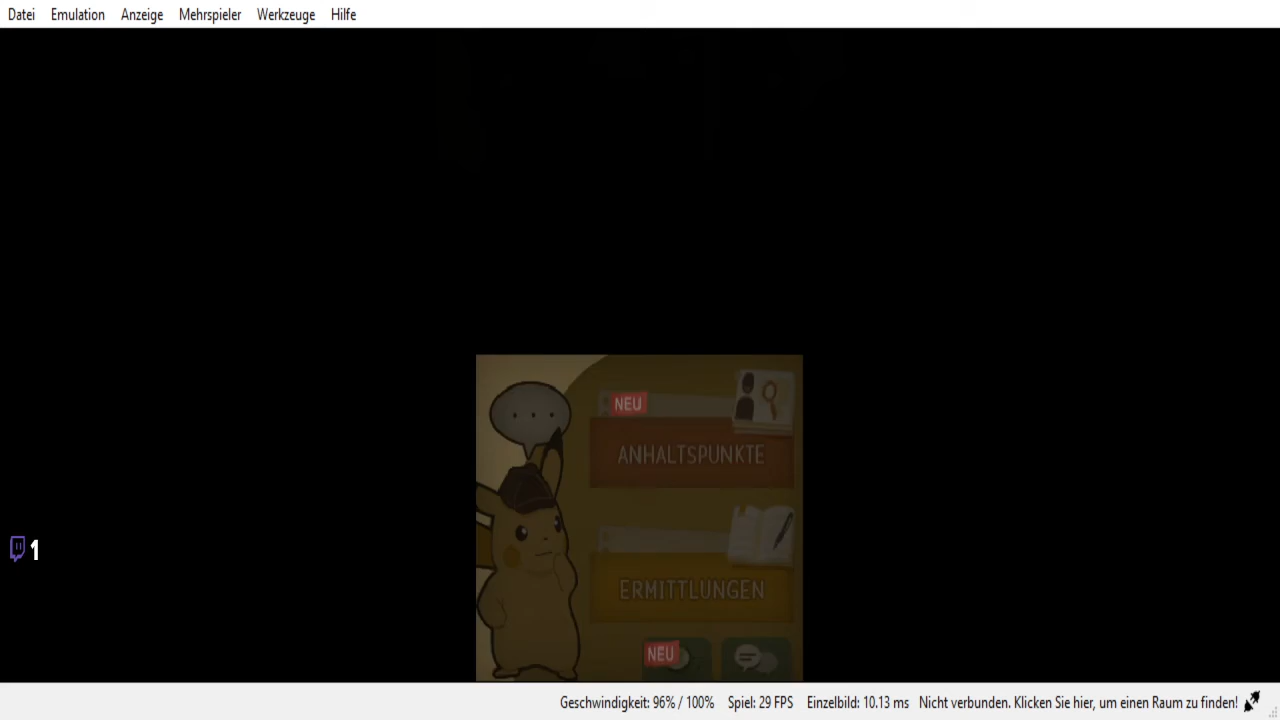 Datei Emulation Anzeige Mehrspieler Werkzeuge Hilfe
. . .
NEU
ANHALTSPUNKTE
ERMITTLUNGEN
NEU
1
Geschwindigkeit: 96% / 100% Spiel: 29 FPS Einzelbild: 10.13 ms Nicht verbunden. Klicken Sie hier, um einen Raum zu finden!